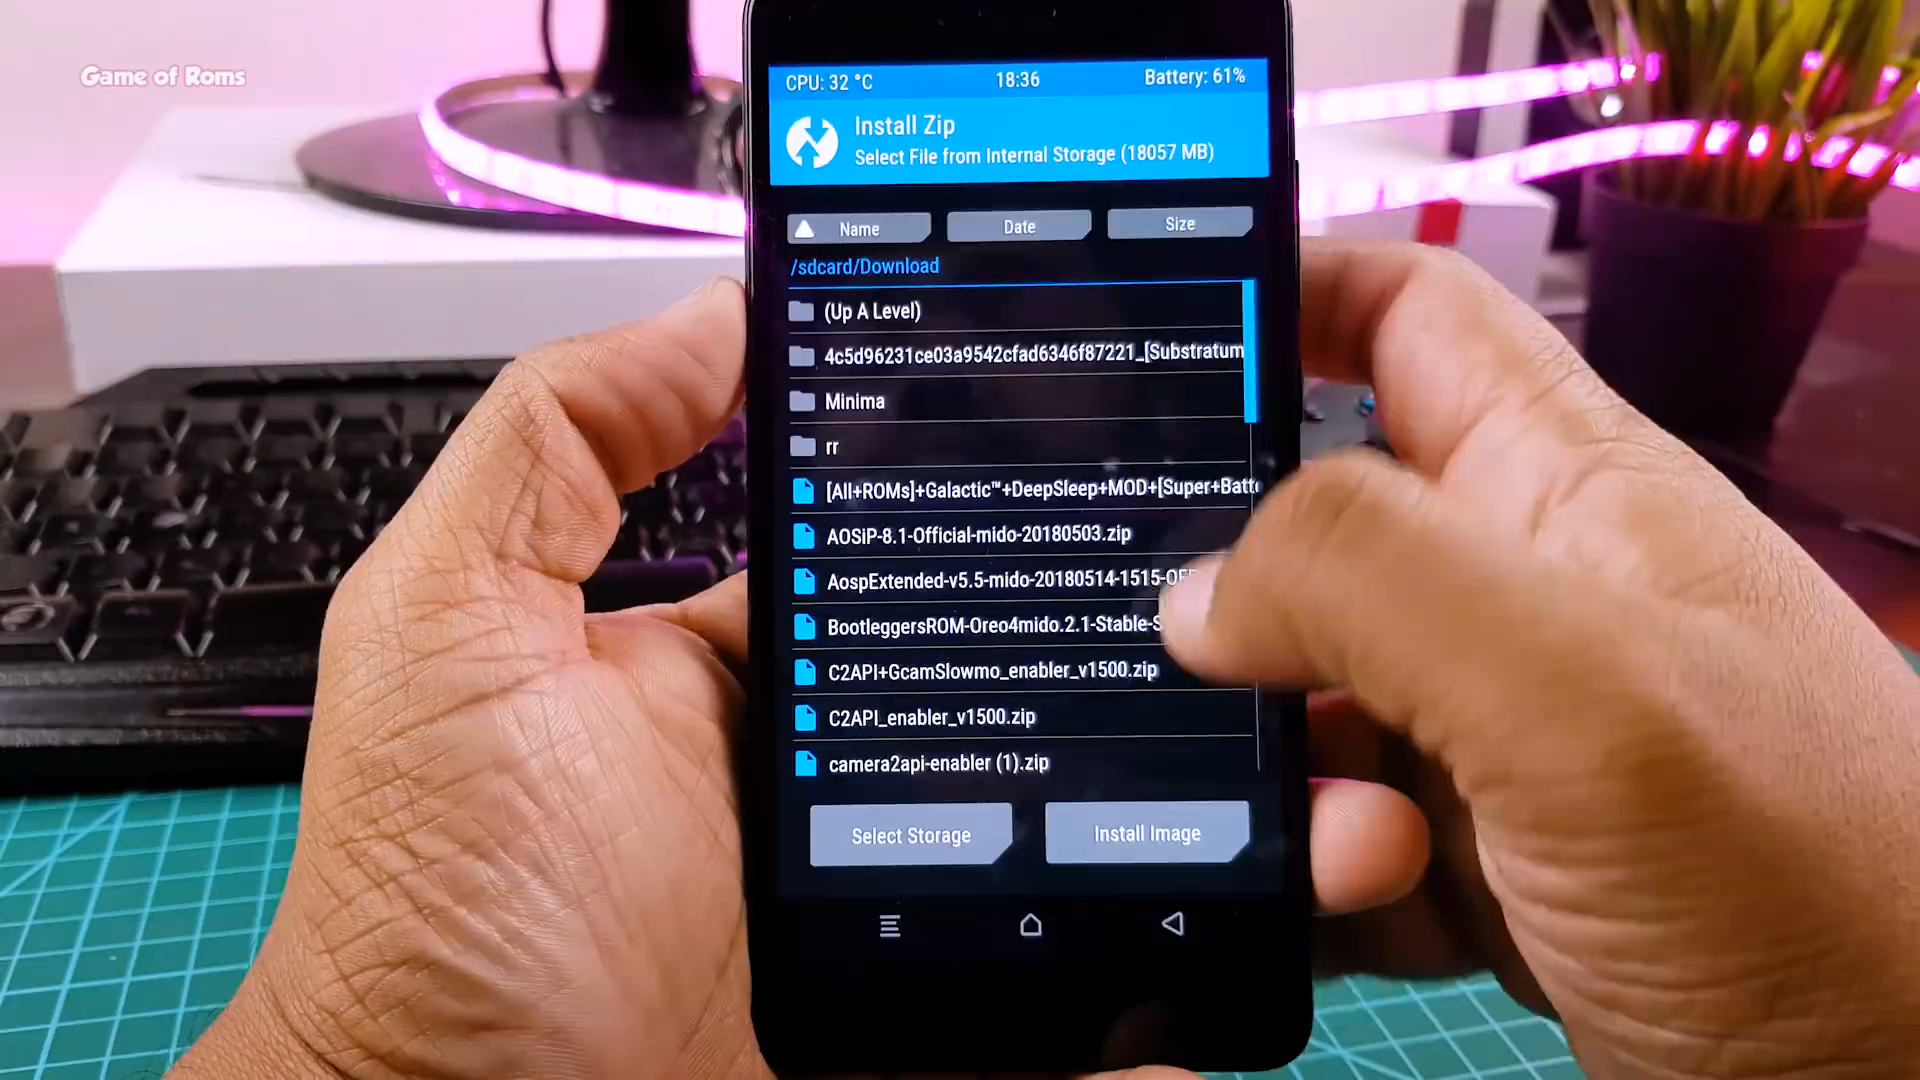 Game of Roms
CPU: 32 °C
18:36
Battery: 61%
Install Zip
Select File from Internal Storage (18057 MB)
Name
Date
Size
/sdcard/Download
(Up A Level)
4c5d96231ce03a9542cfad6346f87221_[Substratum
Minima
rr
[All+ROMs]+Galactic™+DeepSleep+MOD+[Super+Batt
AOSiP-8.1-Official-mido-20180503.zip
AospExtended-v5.5-mido-20180514-1515-OF
BootleggersROM-Oreo4mido.2.1-Stable-S
C2API+GcamSlowmo_enabler_v1500.zip
C2API_enabler_v1500.zip
camera2api-enabler (1).zip
Select Storage
Install Image